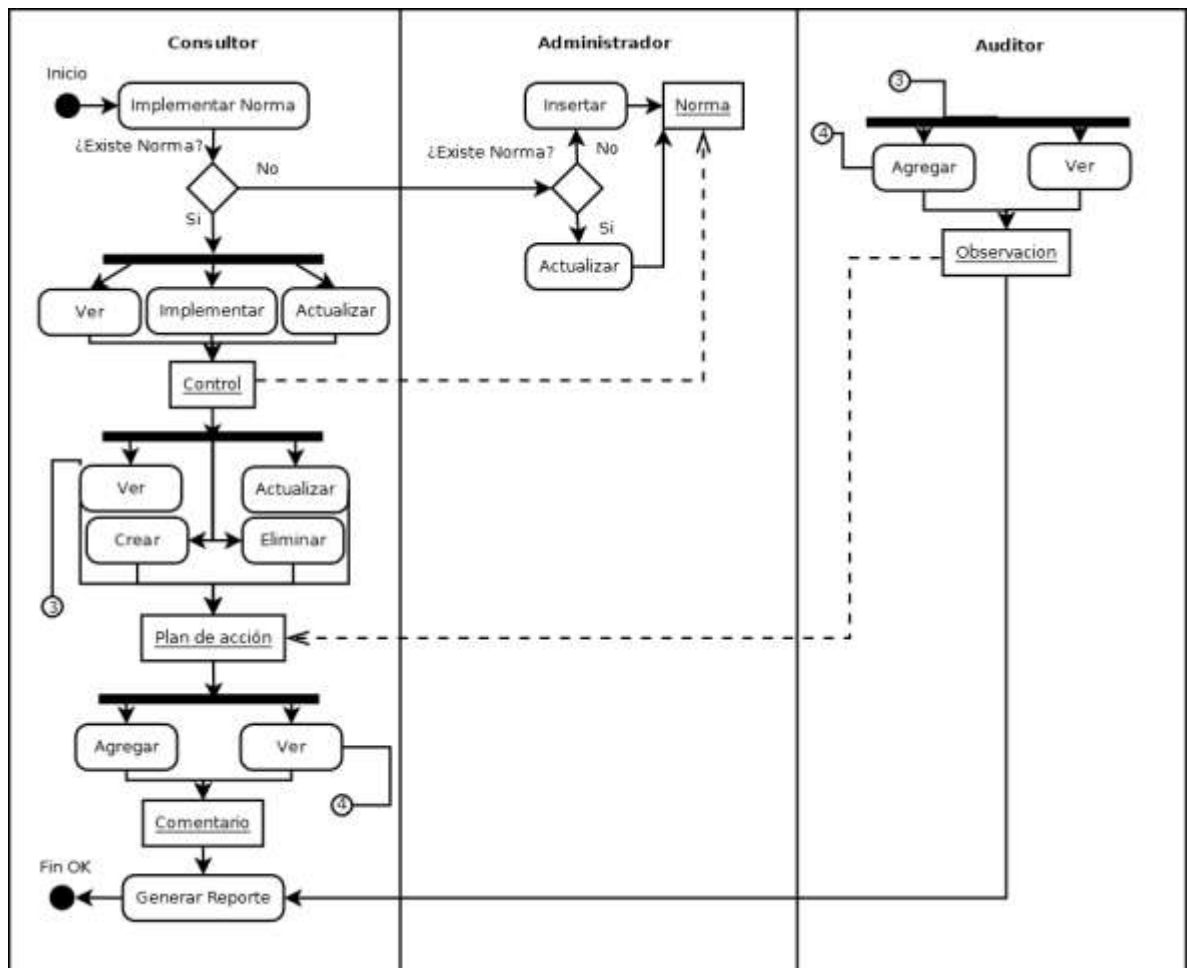 Consultor
Inicio
Implementar Norma
¿Existe Norma?
No
Si
Ver
Implementar
Actualizar
Control
Ver
Actualizar
Crear
Eliminar
3
Plan de acción
Agregar
Ver
4
Comentario
Fin OK
Generar Reporte
Administrador
Insertar
Norma
¿Existe Norma?
No
Si
Actualizar
Auditor
3
4
Agregar
Ver
Observacion